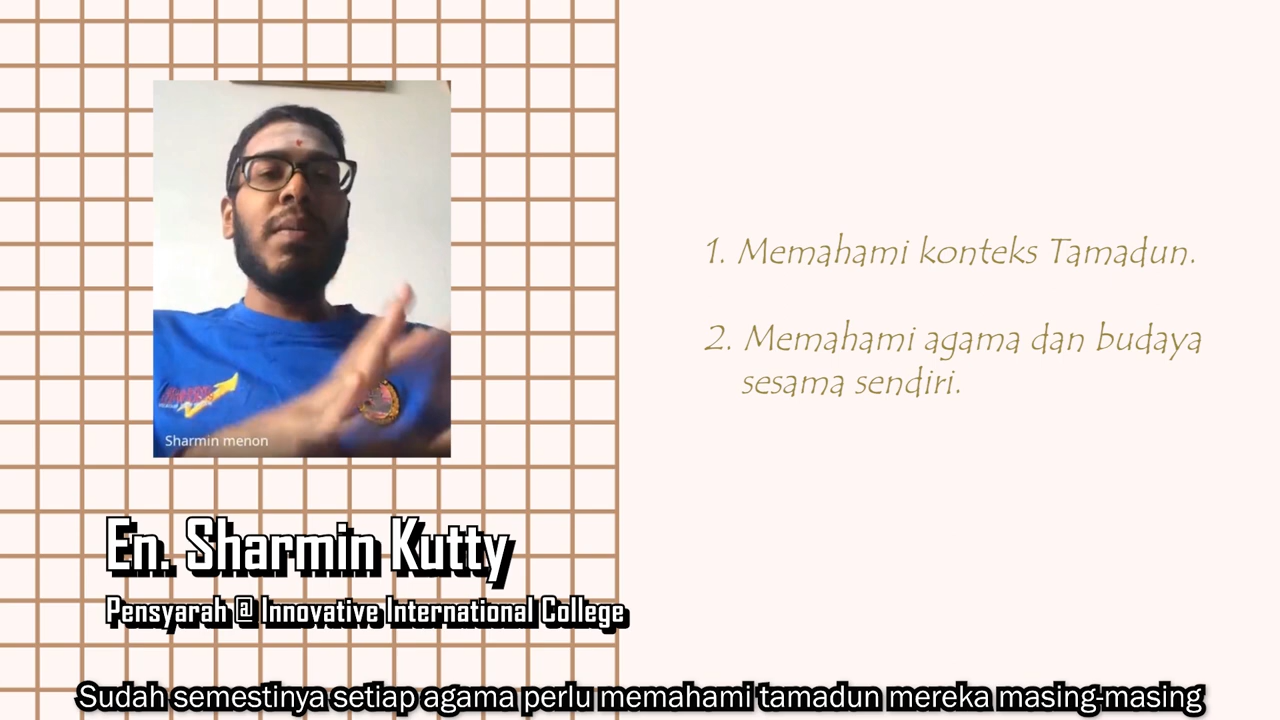 Sharmin menon
En. Sharmin Kutty
Pensyarah @ Innovative International College
1. Memahami konteks Tamadun.
2. Memahami agama dan budaya
sesama sendiri.
Sudah semestinya setiap agama perlu memahami tamadun mereka masing-masing